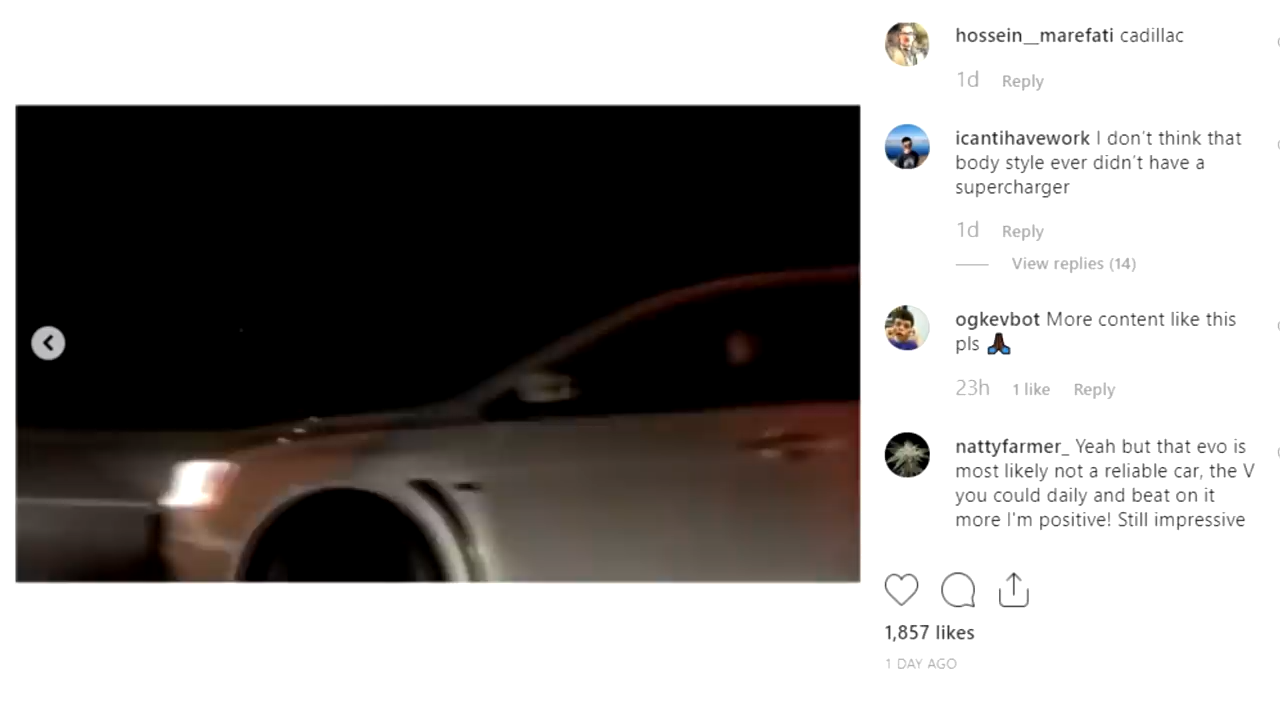 hossein__marefati cadillac
1d Reply
icantihavework I don't think that
body style ever didn't have a
supercharger
1d Reply
View replies (14)
ogkevbot More content like this
pls 🙏🏿
23h 1 like Reply
nattyfarmer_ Yeah but that evo is
most likely not a reliable car, the V
you could daily and beat on it
more I'm positive! Still impressive
1,857 likes
1 DAY AGO